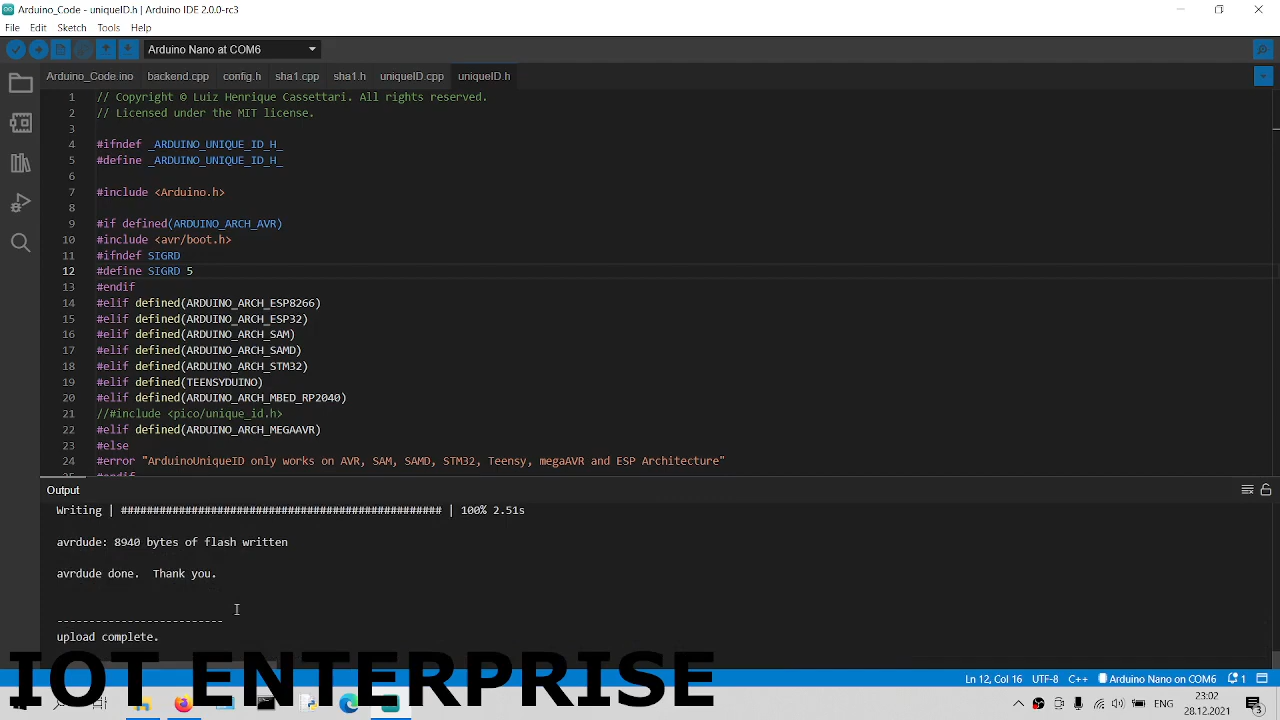 Arduino_Code - uniqueID.h | Arduino IDE 2.0.0-rc3
File Edit Sketch Tools Help
Arduino Nano at COM6
Arduino_Code.ino backend.cpp config.h sha1.cpp sha1.h uniqueID.cpp uniqueID.h
1 // Copyright © Luiz Henrique Cassettari. All rights reserved.
2 // Licensed under the MIT license.
3
4 #ifndef _ARDUINO_UNIQUE_ID_H_
5 #define _ARDUINO_UNIQUE_ID_H_
6
7 #include <Arduino.h>
8
9 #if defined(ARDUINO_ARCH_AVR)
10 #include <avr/boot.h>
11 #ifndef SIGRD
12 #define SIGRD 5
13 #endif
14 #elif defined(ARDUINO_ARCH_ESP8266)
15 #elif defined(ARDUINO_ARCH_ESP32)
16 #elif defined(ARDUINO_ARCH_SAM)
17 #elif defined(ARDUINO_ARCH_SAMD)
18 #elif defined(ARDUINO_ARCH_STM32)
19 #elif defined(TEENSYDUINO)
20 #elif defined(ARDUINO_ARCH_MBED_RP2040)
21 //#include <pico/unique_id.h>
22 #elif defined(ARDUINO_ARCH_MEGAAVR)
23 #else
24 #error "ArduinoUniqueID only works on AVR, SAM, SAMD, STM32, Teensy, megaAVR and ESP Architecture"
25 #endif
Output
Writing | ################################################## | 100% 2.51s
avrdude: 8940 bytes of flash written
avrdude done.  Thank you.
--------------------------
upload complete.
IOT ENTERPRISE
Ln 12, Col 16 UTF-8 C++ Arduino Nano on COM6 1
23:02
28.12.2021
3